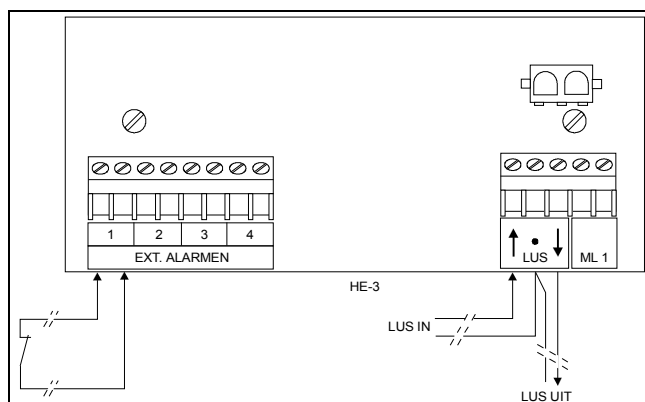 1 2 3 4
EXT. ALARMEN
LUS ML 1
HE-3
LUS IN
LUS UIT